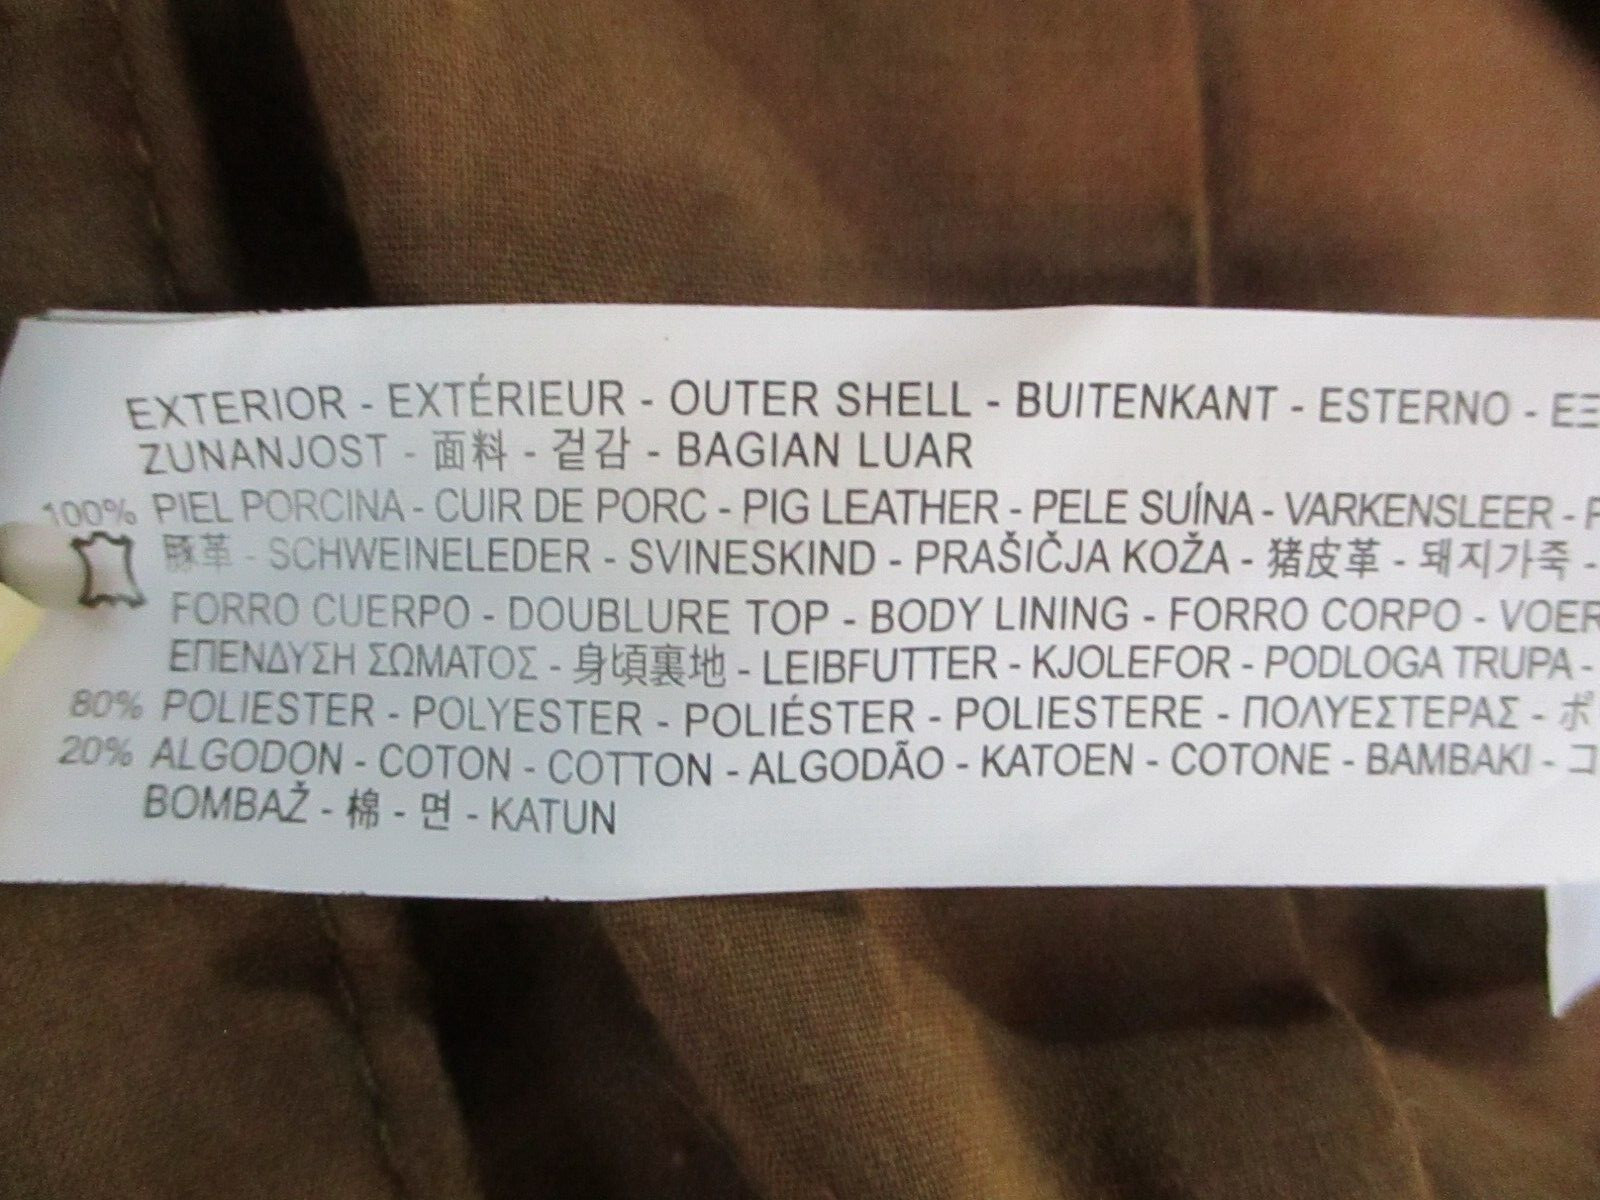 EXTERIOR - EXTÉRIEUR - OUTER SHELL - BUITENKANT - ESTERNO -
ZUNANJOST - 面料 - 겉감 - BAGIAN LUAR
100% PIEL PORCINA - CUIR DE PORC - PIG LEATHER - PELE SUÍNA - VARKENSLEER -
豚革 - SCHWEINELEDER - SVINESKIND - PRAŠIČJA KOŽA - 猪皮革 - 돼지가죽 -
FORRO CUERPO - DOUBLURE TOP - BODY LINING - FORRO CORPO - VOER
ΕΠΕΝΔΥΣΗ ΣΩΜΑΤΟΣ - 身頃裏地 - LEIBFUTTER - KJOLEFOR - PODLOGA TRUPA -
80% POLIESTER - POLYESTER - POLIÉSTER - POLIESTERE - ΠΟΛΥΕΣΤΕΡΑΣ - ポ
20% ALGODON - COTON - COTTON - ALGODÃO - KATOEN - COTONE - BAMBAKI - コ
BOMBAŽ - 棉 - 면 - KATUN